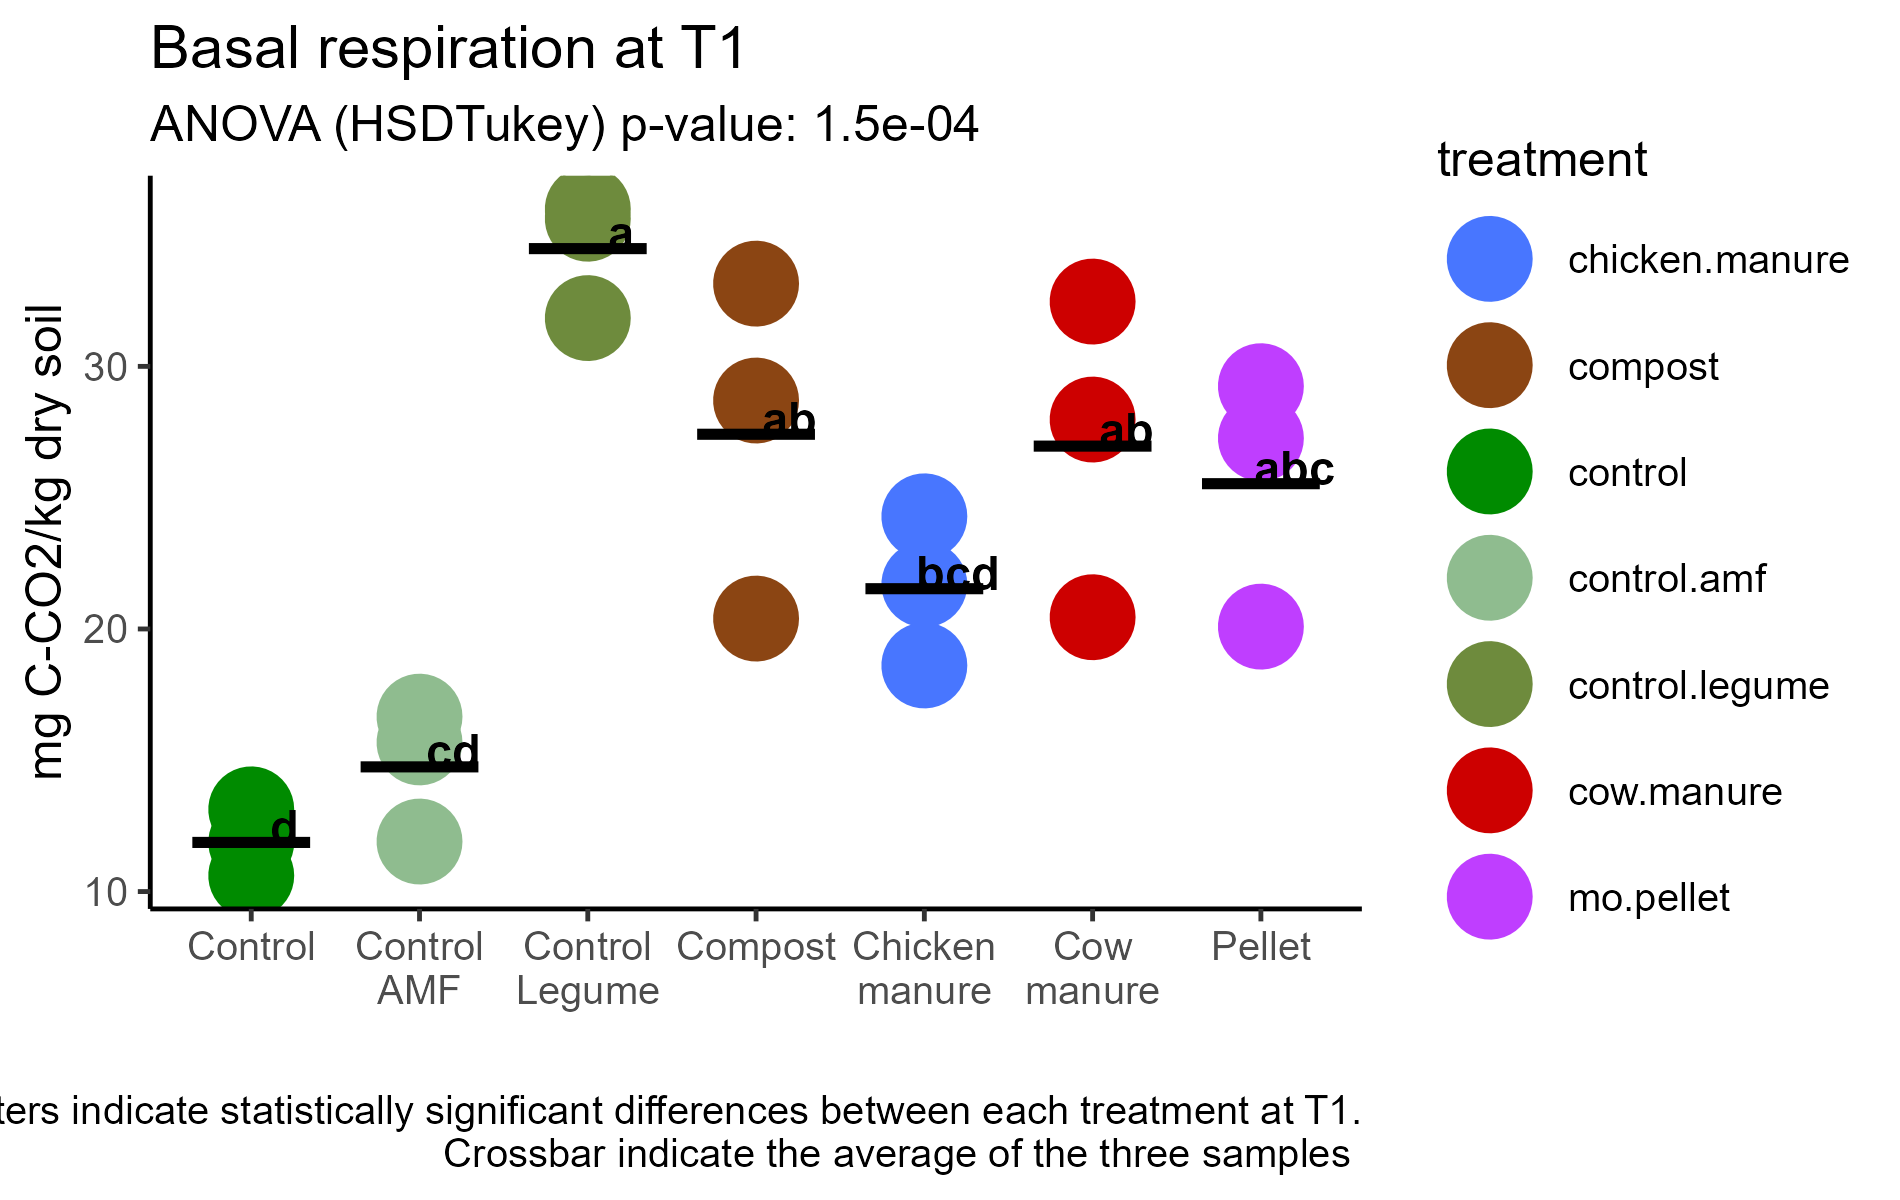 Basal respiration at T1
ANOVA (HSDTukey) p-value: 1.5e-04
mg C-CO2/kg dry soil
30
20
10
a
ab
ab
abc
bcd
cd
d
Control
Control
AMF
Control
Legume
Compost
Chicken
manure
Cow
manure
Pellet
treatment
chicken.manure
compost
control
control.amf
control.legume
cow.manure
mo.pellet
indicate statistically significant differences between each treatment at T1.
Crossbar indicate the average of the three samples